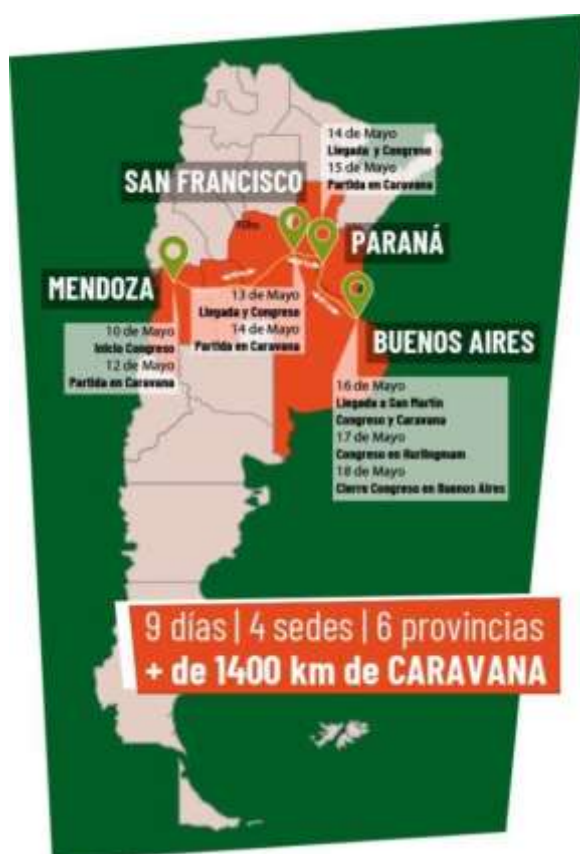 14 de Mayo
Llegada y Congreso
15 de Mayo
Partida en Caravana
SAN FRANCISCO
PARANÁ
MENDOZA
10 de Mayo
Inicio Congreso
12 de Mayo
Partida en Caravana
13 de Mayo
Llegada y Congreso
14 de Mayo
Partida en Caravana
BUENOS AIRES
16 de Mayo
Llegada a San Martin
Congreso y Caravana
17 de Mayo
Congreso en Hurlingmam
18 de Mayo
Cierre Congreso en Buenos Aires
9 días | 4 sedes | 6 provincias
+ de 1400 km de CARAVANA